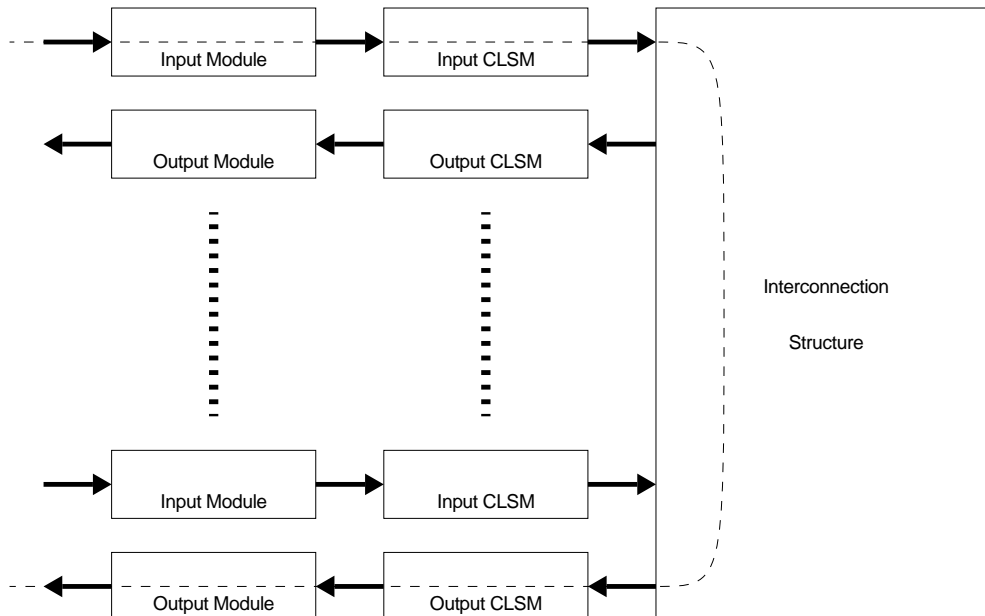 Input Module
Input CLSM
Output Module
Output CLSM
Interconnection
Structure
Input Module
Input CLSM
Output Module
Output CLSM